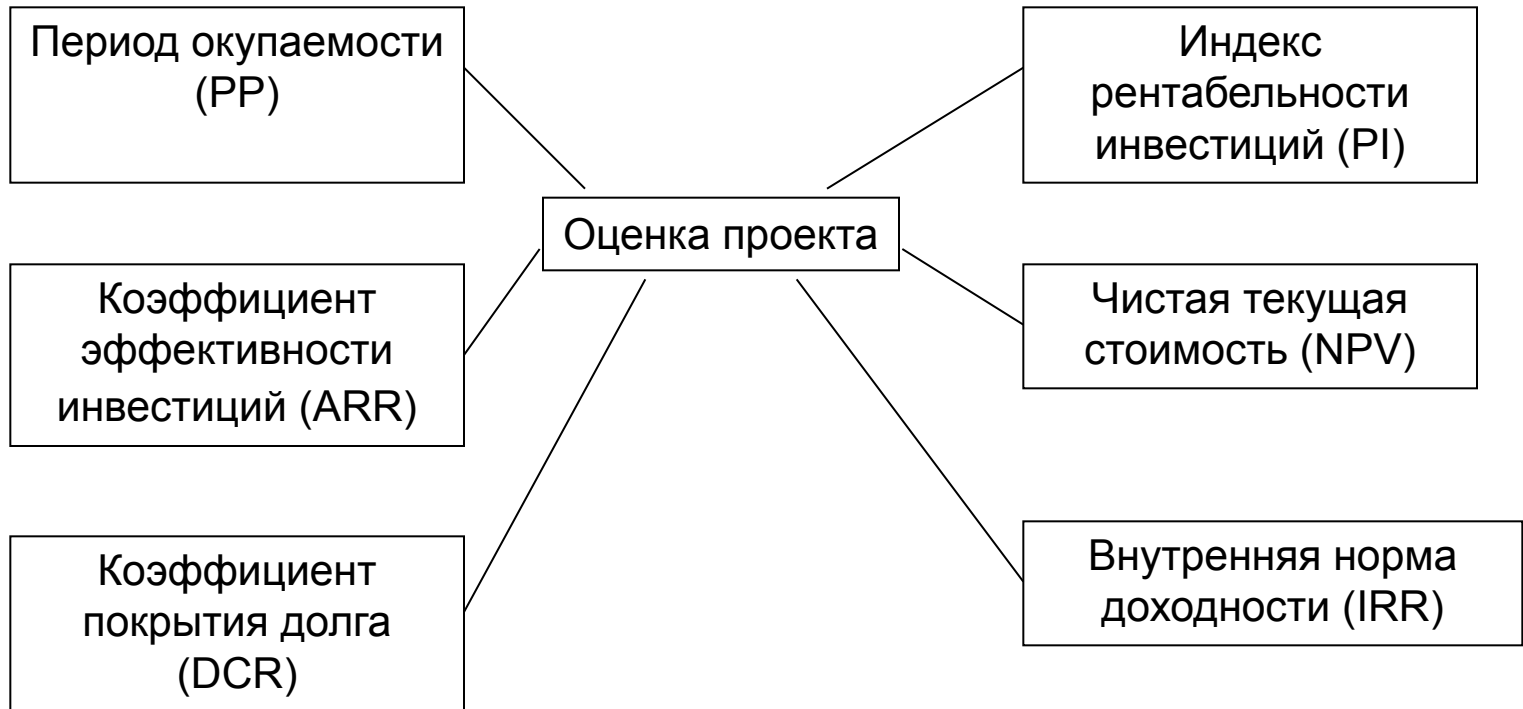 Период окупаемости
(PP)
Индекс
рентабельности
инвестиций (PI)
Оценка проекта
Коэффициент
эффективности
инвестиций (ARR)
Чистая текущая
стоимость (NPV)
Коэффициент
покрытия долга
(DCR)
Внутренняя норма
доходности (IRR)